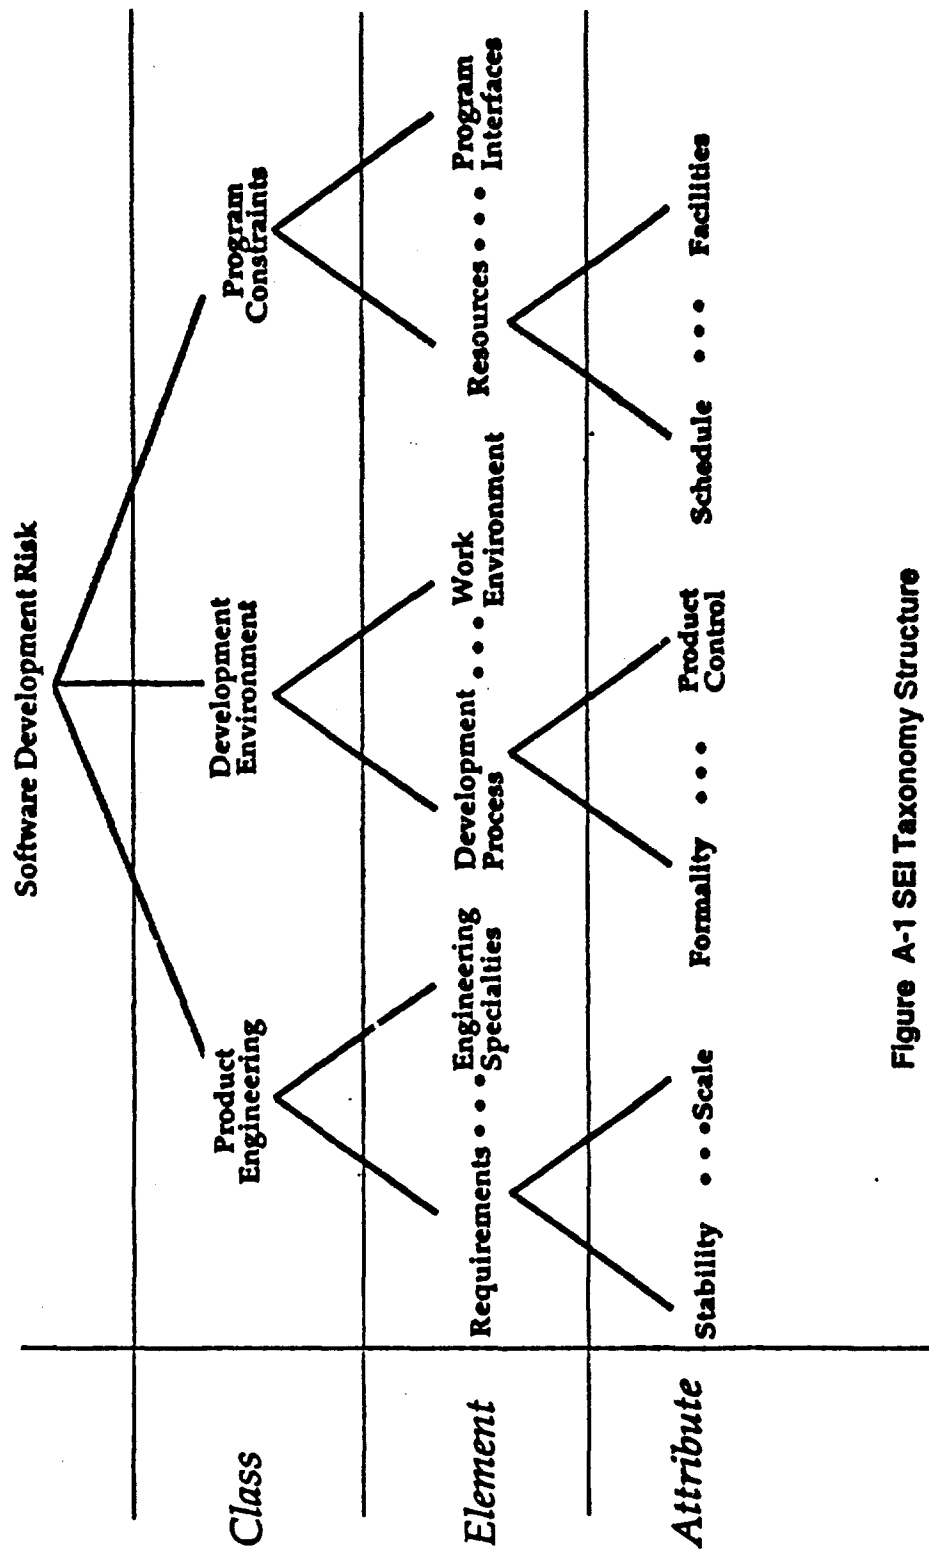 Software Development Risk
Class
Product
Engineering
Development
Environment
Program
Constraints
Element
Requirements • • •
Engineering
Specialties
Development • • •
Process
Work
Environment
Resources • • •
Program
Interfaces
Attribute
Stability • • • Scale
Formality • • •
Product
Control
Schedule • • • Facilities
Figure A-1 SEI Taxonomy Structure